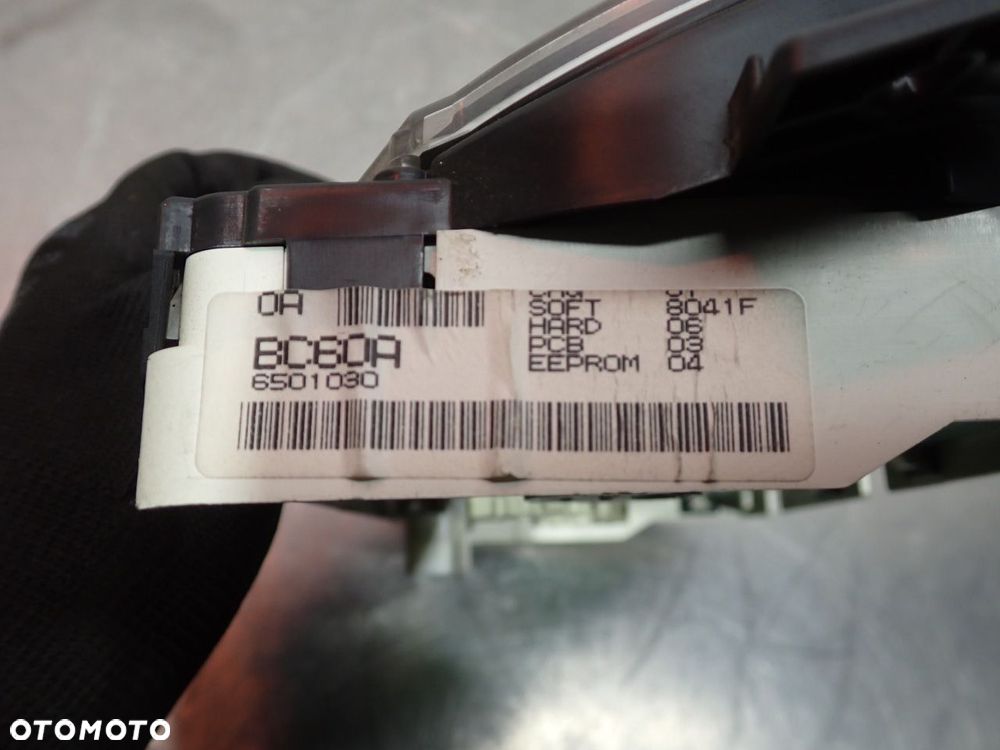 0A
SOFT 8041F
HARD 06
BC60A
PCB 03
6501030
EEPROM 04
OTOMOTO